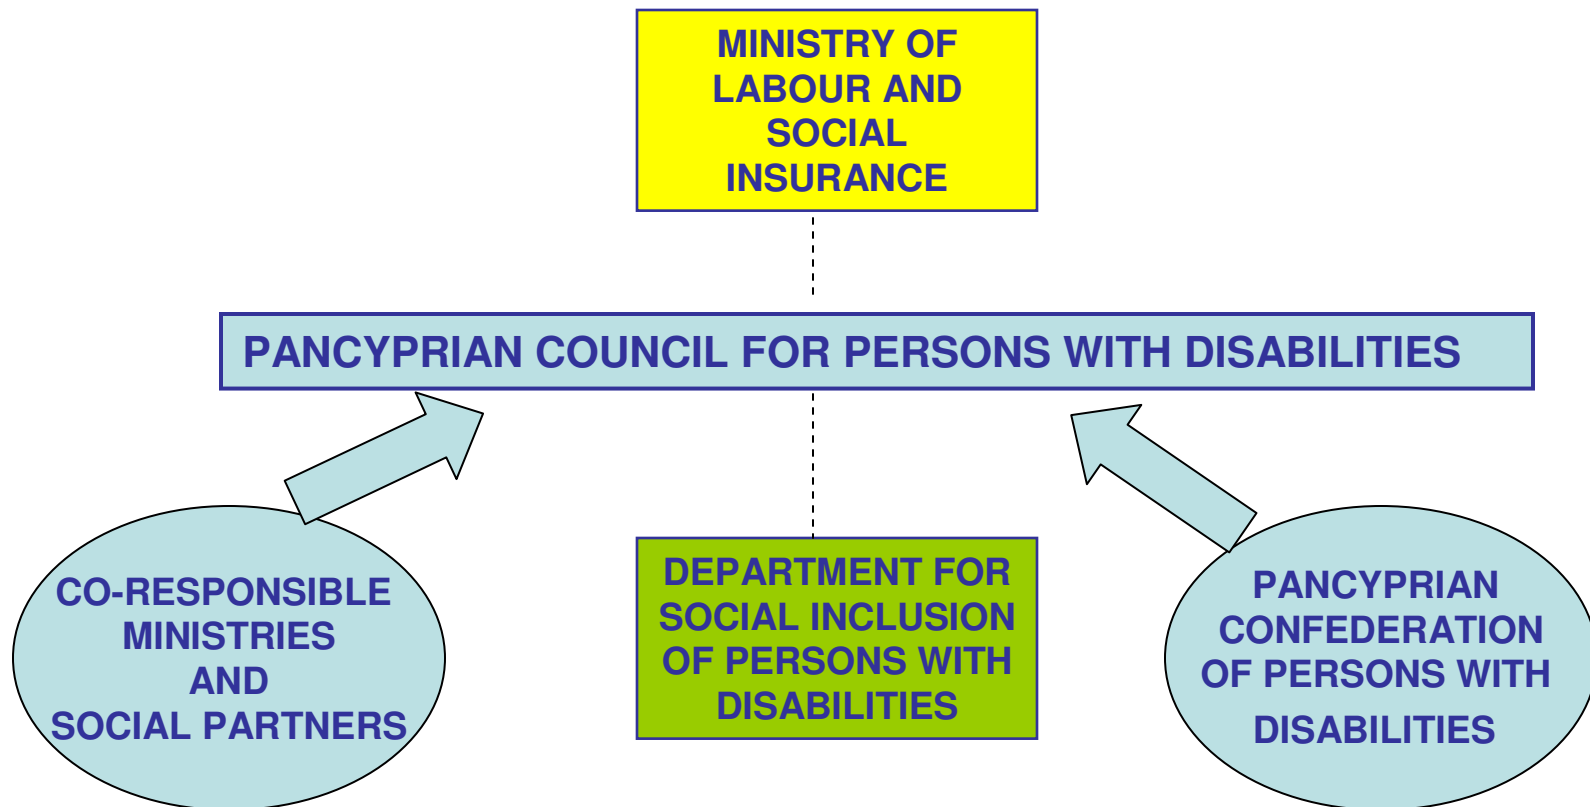 MINISTRY OF
LABOUR AND
SOCIAL
INSURANCE
PANCYPRIAN COUNCIL FOR PERSONS WITH DISABILITIES
CO-RESPONSIBLE
MINISTRIES
AND
SOCIAL PARTNERS
DEPARTMENT FOR
SOCIAL INCLUSION
OF PERSONS WITH
DISABILITIES
PANCYPRIAN
CONFEDERATION
OF PERSONS WITH
DISABILITIES